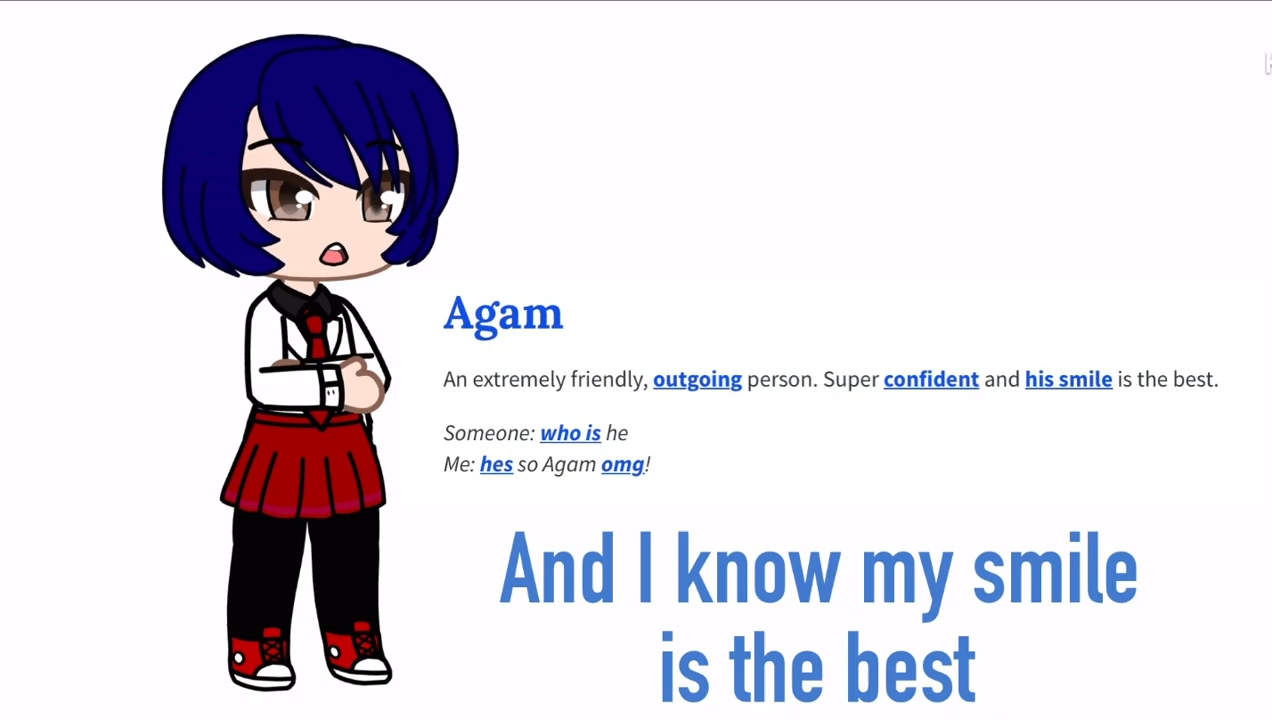 Agam
An extremely friendly, outgoing person. Super confident and his smile is the best.
Someone: who is he
Me: hes so Agam omg!
And I know my smile
is the best